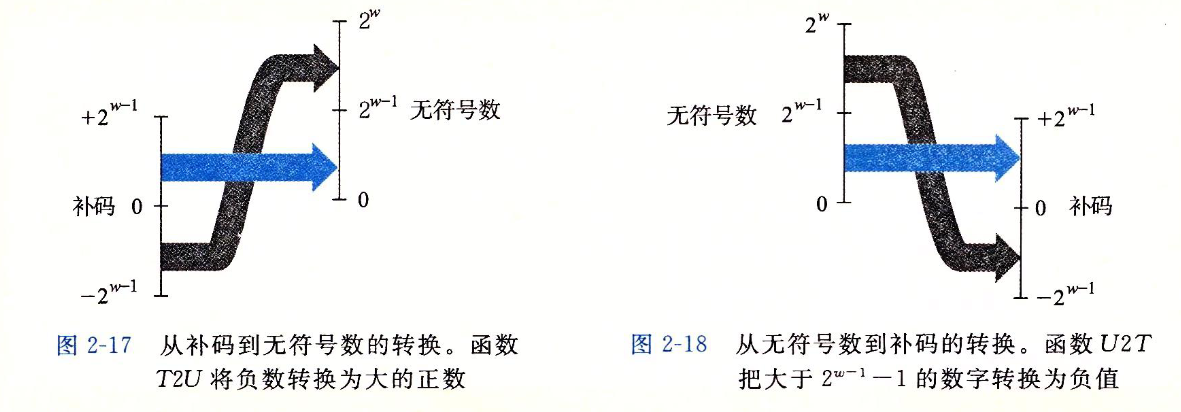 2^w
+2^{w-1}
2^{w-1} 无符号数
补码 0
0
-2^{w-1}
图 2-17 从补码到无符号数的转换。函数
T2U 将负数转换为大的正数
2^w
无符号数 2^{w-1}
+2^{w-1}
0
0 补码
-2^{w-1}
图 2-18 从无符号数到补码的转换。函数 U2T
把大于 2^{w-1}-1 的数字转换为负值